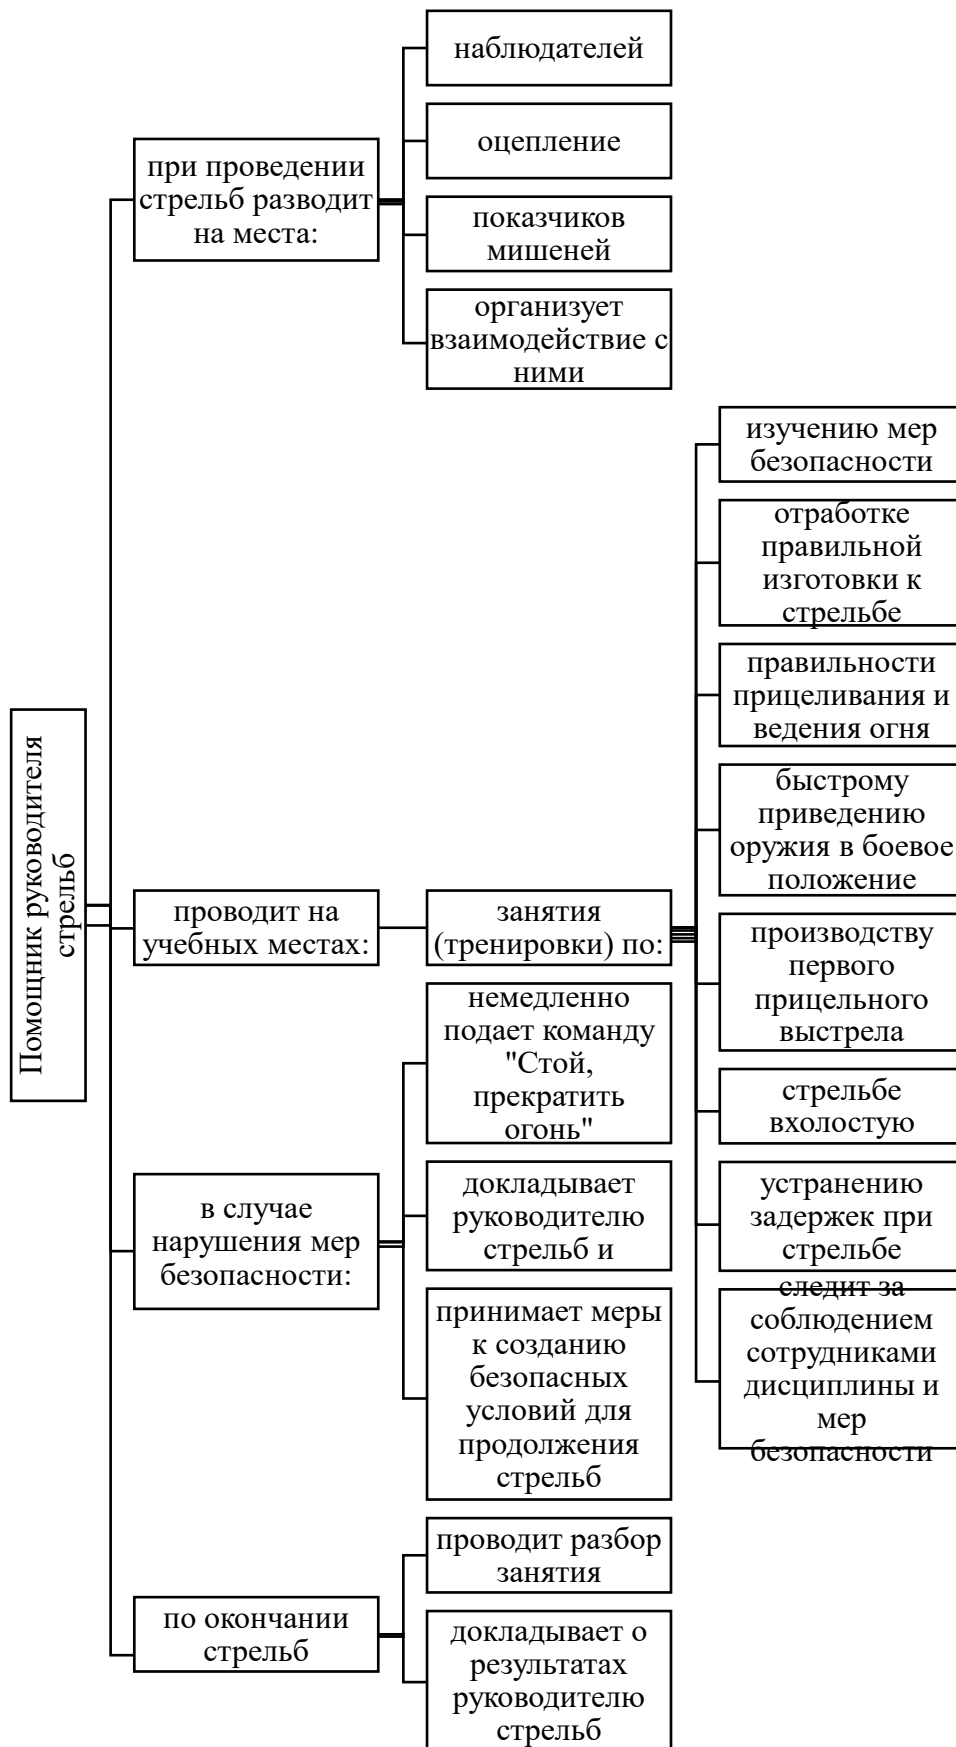 Помощник руководителя
стрельб
при проведении
стрельб разводит
на места:
наблюдателей
оцепление
показчиков
мишеней
организует
взаимодействие с
ними
проводит на
учебных местах:
занятия
(тренировки) по:
изучению мер
безопасности
отработке
правильной
изготовки к
стрельбе
правильности
прицеливания и
ведения огня
быстрому
приведению
оружия в боевое
положение
производству
первого
прицельного
выстрела
стрельбе
вхолостую
устранению
задержек при
стрельбе
следит за
соблюдением
сотрудниками
дисциплины и
мер
безопасности
в случае
нарушения мер
безопасности:
немедленно
подает команду
"Стой,
прекратить
огонь"
докладывает
руководителю
стрельб и
принимает меры
к созданию
безопасных
условий для
продолжения
стрельб
по окончании
стрельб
проводит разбор
занятия
докладывает о
результатах
руководителю
стрельб